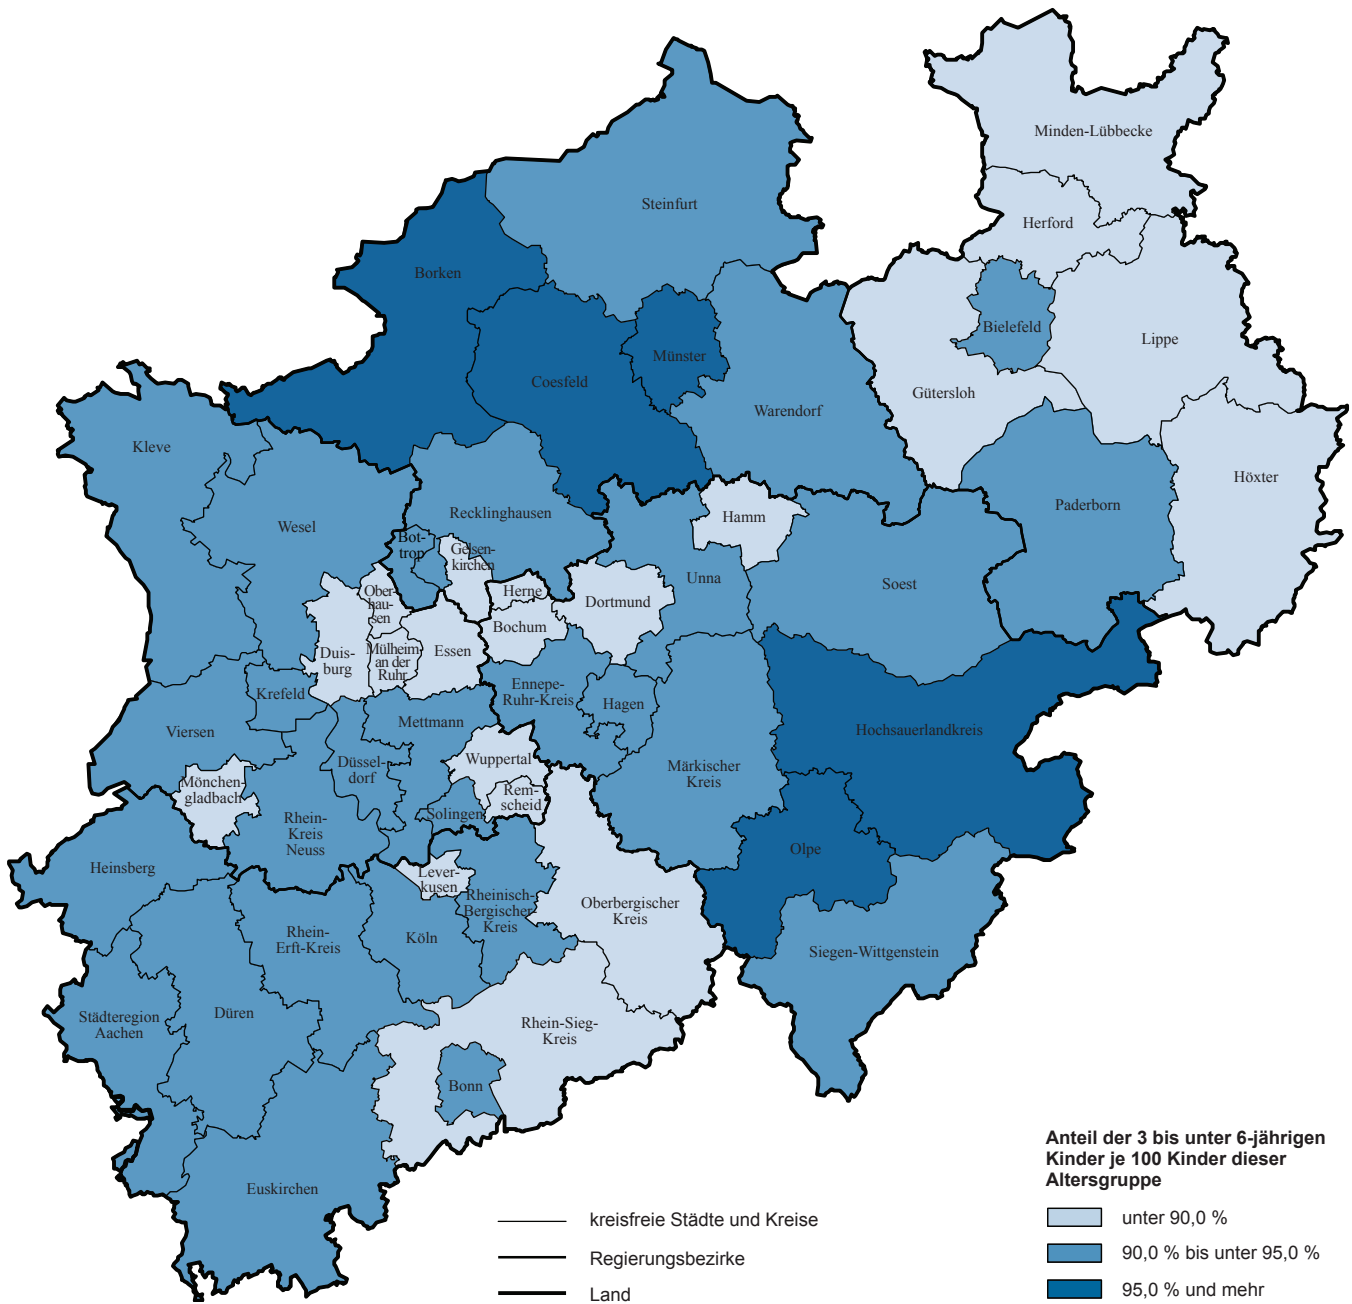 Minden-Lübbecke
Steinfurt
Herford
Borken
Bielefeld
Lippe
Münster
Coesfeld
Gütersloh
Warendorf
Kleve
Höxter
Paderborn
Recklinghausen
Hamm
Wesel
Bot-
trop
Gelsen-
kirchen
Unna
Soest
Ober-
hau-
sen
Herne
Dortmund
Bochum
Duis-
burg
Mülheim
an der
Ruhr
Essen
Ennepe-
Ruhr-Kreis
Krefeld
Hagen
Mettmann
Viersen
Hochsauerlandkreis
Wuppertal
Düssel-
dorf
Märkischer
Kreis
Mönchen-
gladbach
Rem-
scheid
Solingen
Rhein-
Kreis
Neuss
Olpe
Heinsberg
Lever-
kusen
Rheinisch-
Bergischer
Kreis
Oberbergischer
Kreis
Rhein-
Erft-Kreis
Köln
Siegen-Wittgenstein
Düren
Städteregion
Aachen
Rhein-Sieg-
Kreis
Bonn
Euskirchen
kreisfreie Städte und Kreise
Regierungsbezirke
Land
Anteil der 3 bis unter 6-jährigen
Kinder je 100 Kinder dieser
Altersgruppe
unter 90,0 %
90,0 % bis unter 95,0 %
95,0 % und mehr